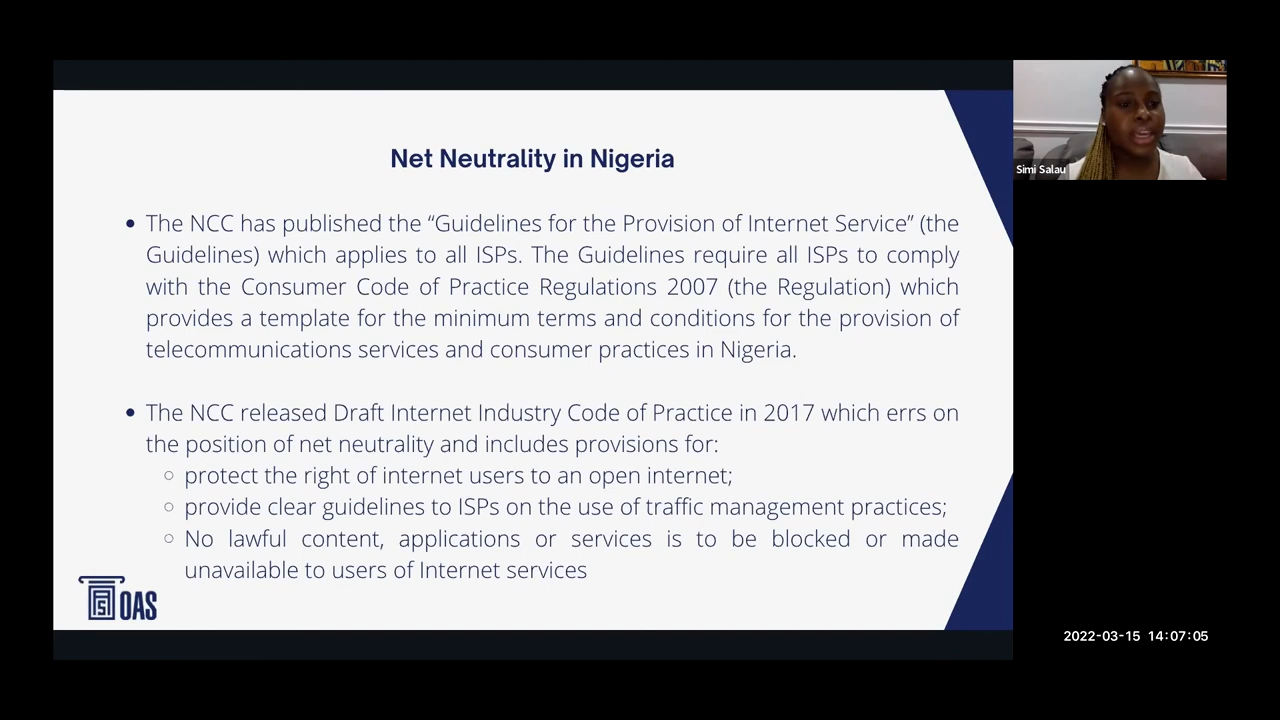 Net Neutrality in Nigeria
The NCC has published the “Guidelines for the Provision of Internet Service” (the
Guidelines) which applies to all ISPs. The Guidelines require all ISPs to comply
with the Consumer Code of Practice Regulations 2007 (the Regulation) which
provides a template for the minimum terms and conditions for the provision of
telecommunications services and consumer practices in Nigeria.
The NCC released Draft Internet Industry Code of Practice in 2017 which errs on
the position of net neutrality and includes provisions for:
protect the right of internet users to an open internet;
provide clear guidelines to ISPs on the use of traffic management practices;
No lawful content, applications or services is to be blocked or made
unavailable to users of Internet services
OAS
Simi Salau
2022-03-15 14:07:05